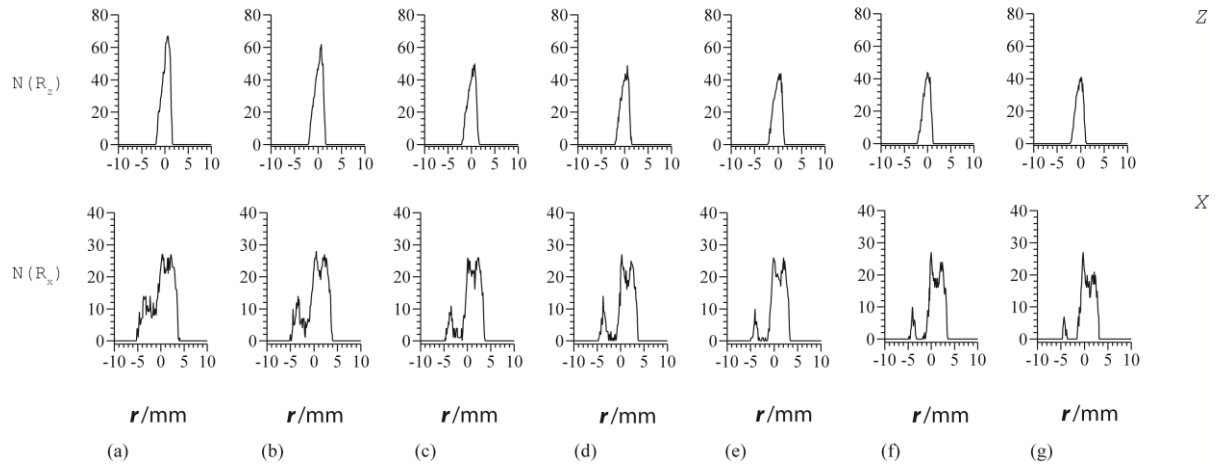 Z
N(R_z)
80 80 80 80 80 80 80
60 60 60 60 60 60 60
40 40 40 40 40 40 40
20 20 20 20 20 20 20
0 0 0 0 0 0 0
-10 -5 0 5 10 -10 -5 0 5 10 -10 -5 0 5 10 -10 -5 0 5 10 -10 -5 0 5 10 -10 -5 0 5 10 -10 -5 0 5 10
X
N(R_x)
40 40 40 40 40 40 40
30 30 30 30 30 30 30
20 20 20 20 20 20 20
10 10 10 10 10 10 10
0 0 0 0 0 0 0
-10 -5 0 5 10 -10 -5 0 5 10 -10 -5 0 5 10 -10 -5 0 5 10 -10 -5 0 5 10 -10 -5 0 5 10 -10 -5 0 5 10
r/mm r/mm r/mm r/mm r/mm r/mm r/mm
(a) (b) (c) (d) (e) (f) (g)